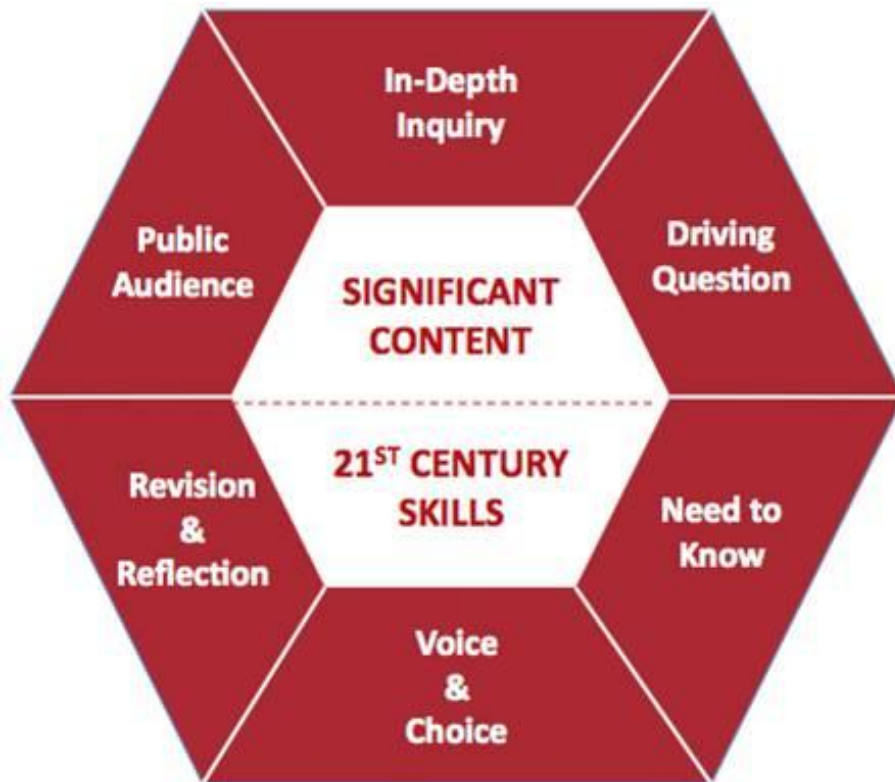 In-Depth
Inquiry
Public
Audience
Driving
Question
SIGNIFICANT
CONTENT
21ST CENTURY
SKILLS
Revision
&
Reflection
Need to
Know
Voice
&
Choice